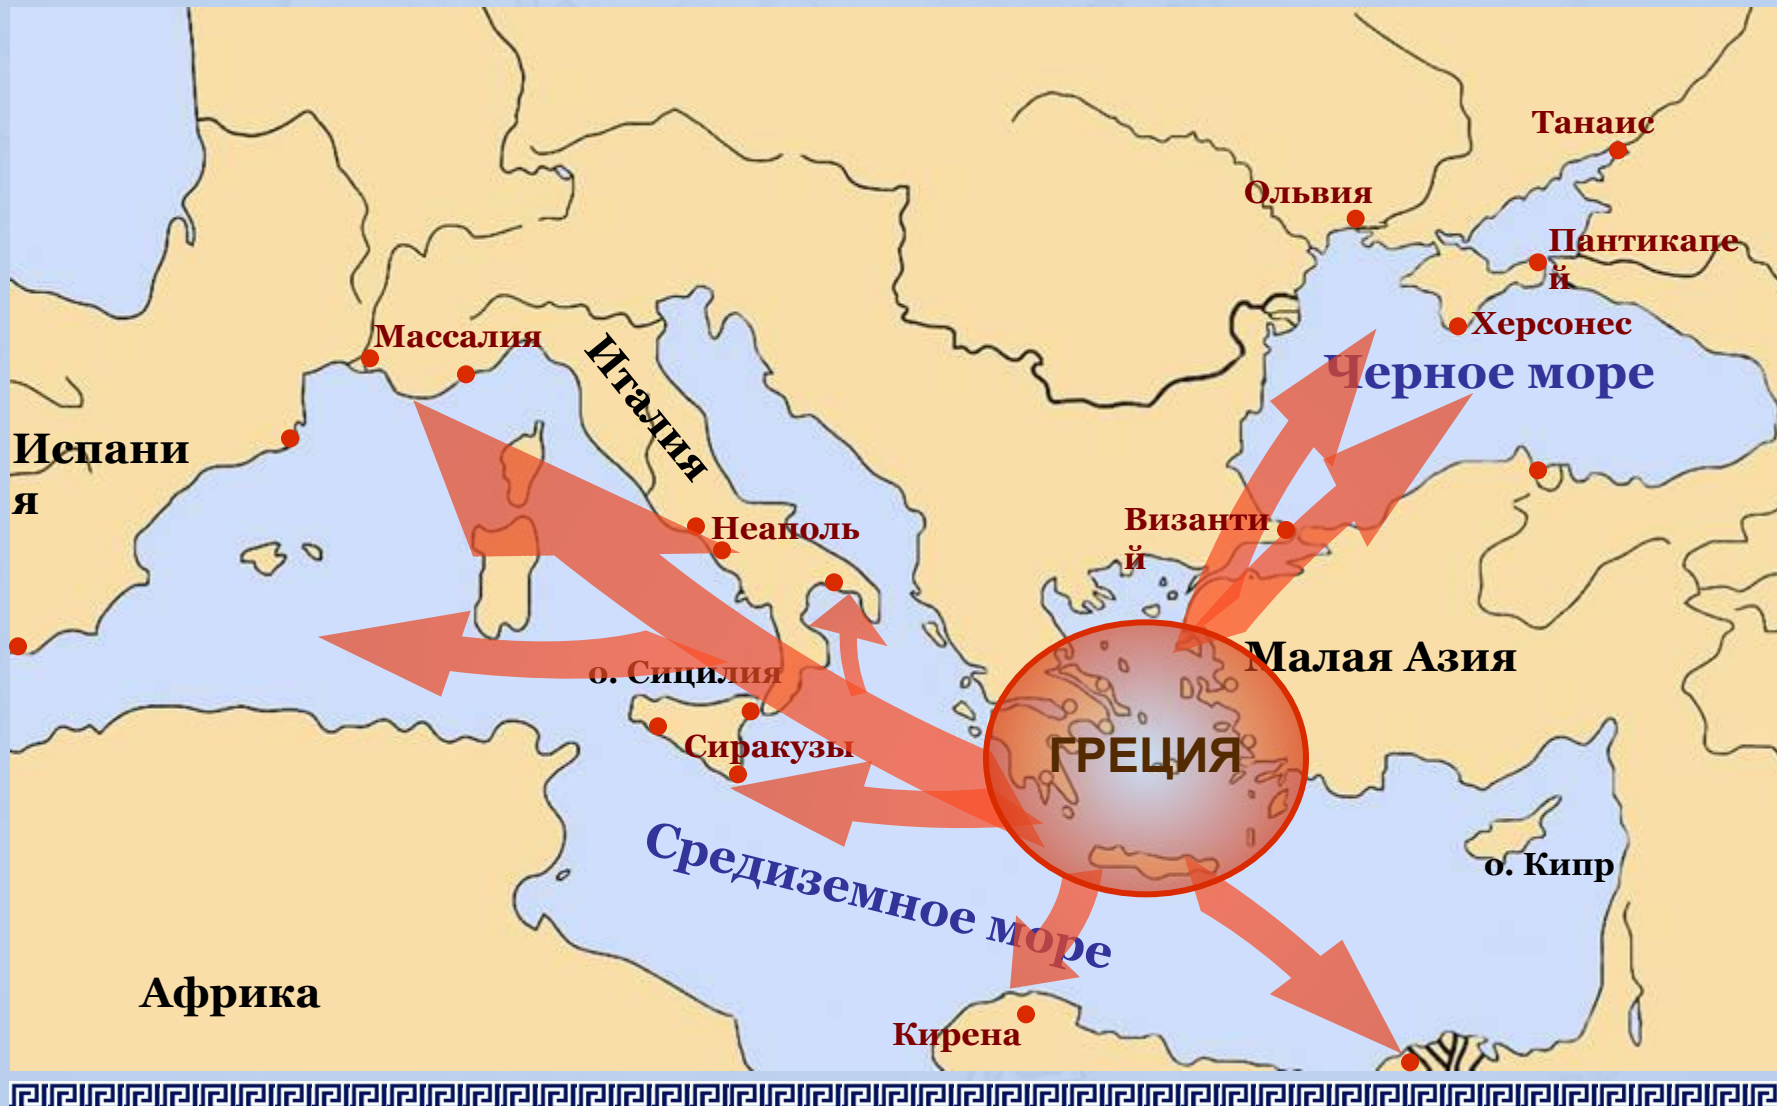 Танаис
Ольвия
Пантикапе
й
Херсонес
Черное море
Массалия
Италия
Испани
я
Неаполь
Византи
й
Малая Азия
о. Сицилия
Сиракузы
ГРЕЦИЯ
Средиземное море
о. Кипр
Африка
Кирена